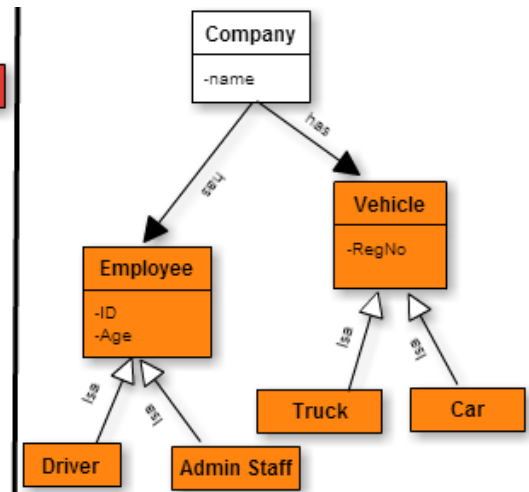 Company
-name
has
has
Vehicle
-RegNo
Employee
-ID
-Age
Isa
Isa
Isa
Isa
Truck
Car
Driver
Admin Staff